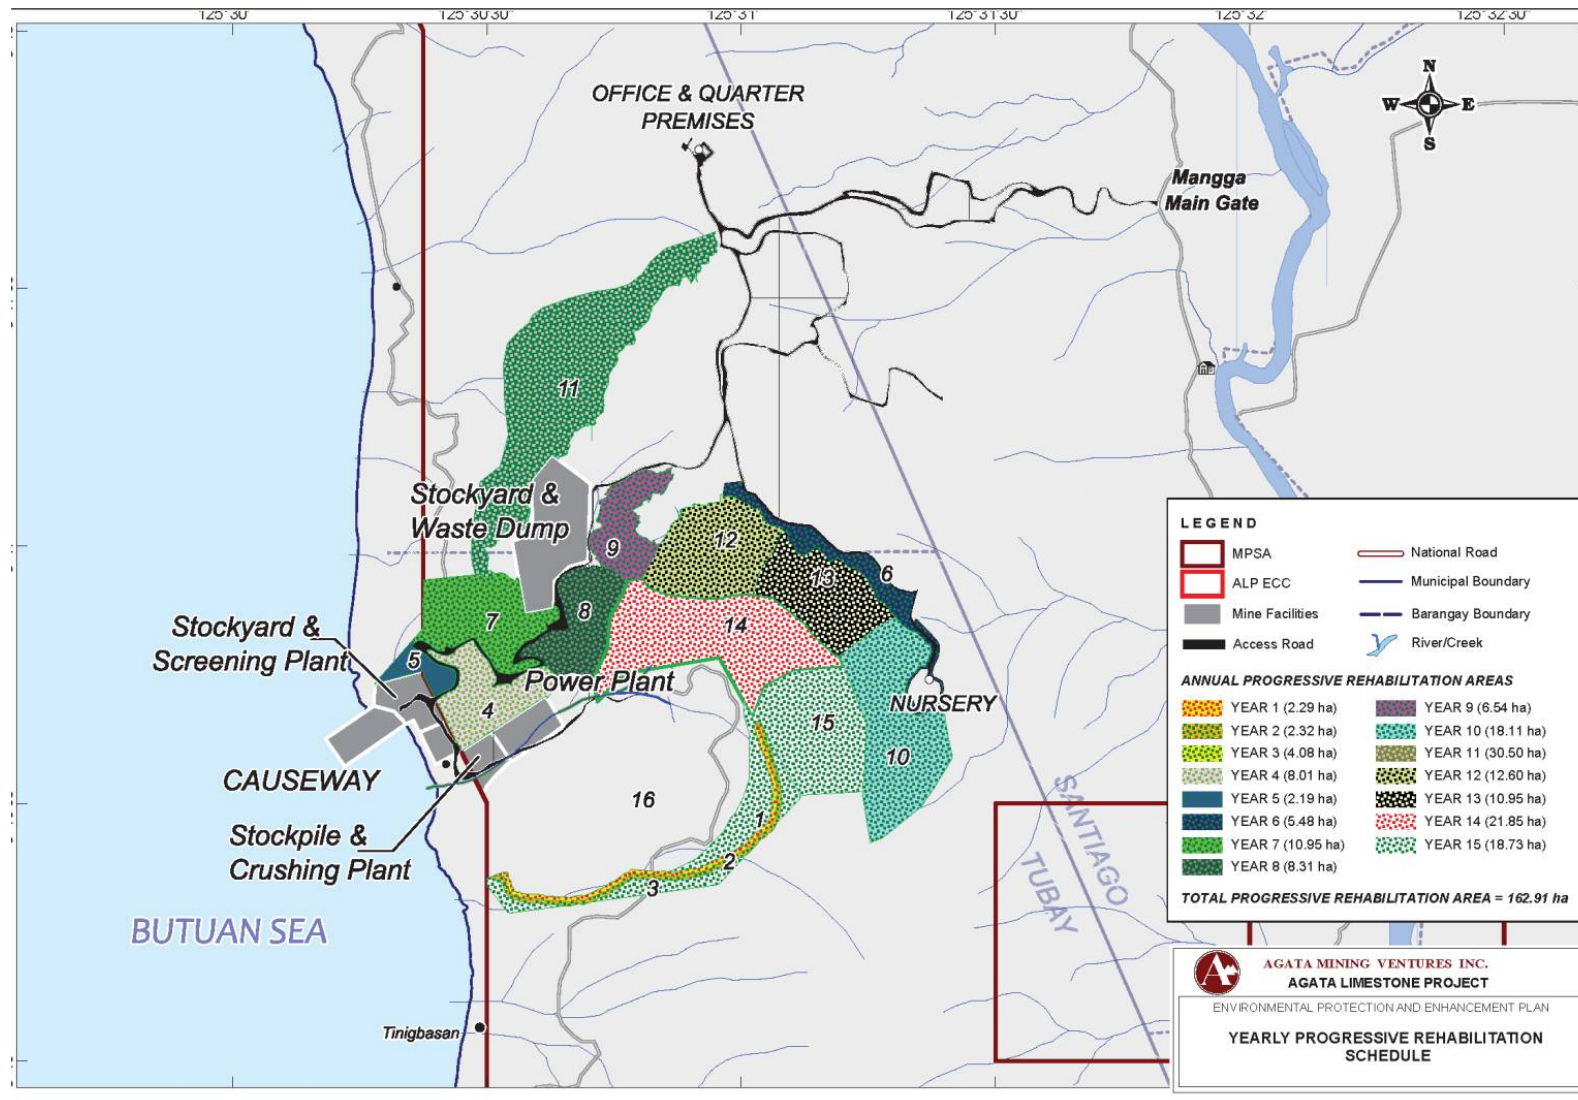 125°30'
125°30'30"
125°31'
125°31'30"
125°32'
125°32'30"
OFFICE & QUARTER
PREMISES
N
W
E
S
Mangga
Main Gate
11
Stockyard &
Waste Dump
9
12
13
6
8
7
14
Stockyard &
Screening Plant
5
Power Plant
4
NURSERY
15
10
CAUSEWAY
16
1
2
3
Stockpile &
Crushing Plant
SANTIAGO
TUBAY
BUTUAN SEA
Tinigbasan
LEGEND
MPSA
ALP ECC
Mine Facilities
Access Road
National Road
Municipal Boundary
Barangay Boundary
River/Creek
ANNUAL PROGRESSIVE REHABILITATION AREAS
YEAR 1 (2.29 ha)
YEAR 2 (2.32 ha)
YEAR 3 (4.08 ha)
YEAR 4 (8.01 ha)
YEAR 5 (2.19 ha)
YEAR 6 (5.48 ha)
YEAR 7 (10.95 ha)
YEAR 8 (8.31 ha)
YEAR 9 (6.54 ha)
YEAR 10 (18.11 ha)
YEAR 11 (30.50 ha)
YEAR 12 (12.60 ha)
YEAR 13 (10.95 ha)
YEAR 14 (21.85 ha)
YEAR 15 (18.73 ha)
TOTAL PROGRESSIVE REHABILITATION AREA = 162.91 ha
AGATA MINING VENTURES INC.
AGATA LIMESTONE PROJECT
ENVIRONMENTAL PROTECTION AND ENHANCEMENT PLAN
YEARLY PROGRESSIVE REHABILITATION
SCHEDULE